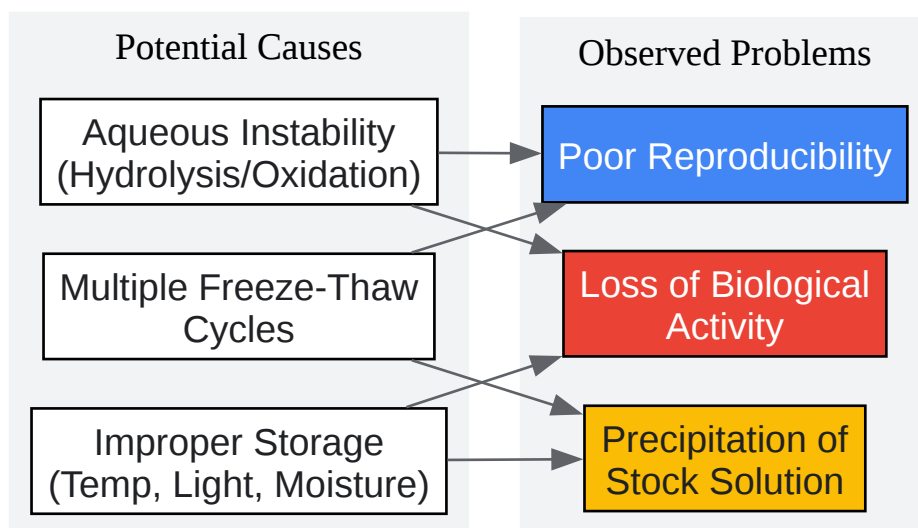 Potential Causes
Aqueous Instability
(Hydrolysis/Oxidation)
Multiple Freeze-Thaw
Cycles
Improper Storage
(Temp, Light, Moisture)
Observed Problems
Poor Reproducibility
Loss of Biological
Activity
Precipitation of
Stock Solution